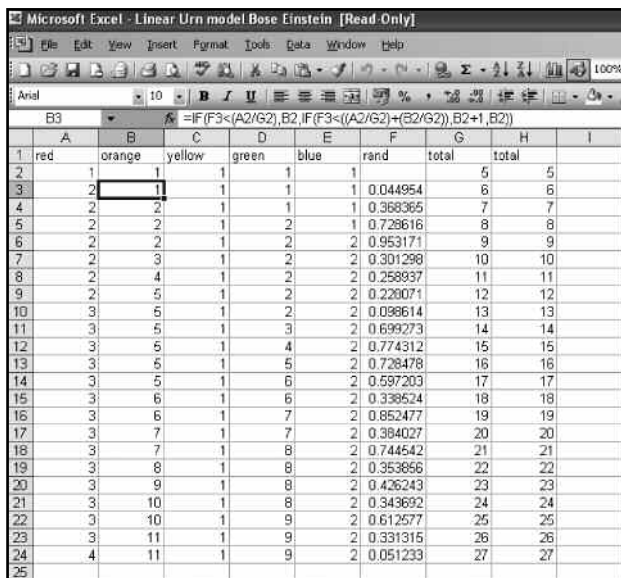 Microsoft Excel - Linear Urn model Bose Einstein [Read-Only]
File Edit View Insert Format Tools Data Window Help
100%
Arial 10 B I U
B3 fx =IF(F3<(A2/G2),B2,IF(F3<((A2/G2)+(B2/G2)),B2+1,B2))
A B C D E F G H I
1 red orange yellow green blue rand total total
2 1 1 1 1 1 5 5
3 2 1 1 1 1 0.044954 6 6
4 2 2 1 1 1 0.368365 7 7
5 2 2 1 2 1 0.728616 8 8
6 2 2 1 2 2 0.953171 9 9
7 2 3 1 2 2 0.301298 10 10
8 2 4 1 2 2 0.258937 11 11
9 2 5 1 2 2 0.228071 12 12
10 3 5 1 2 2 0.098614 13 13
11 3 5 1 3 2 0.699273 14 14
12 3 5 1 4 2 0.774312 15 15
13 3 5 1 5 2 0.728478 16 16
14 3 5 1 6 2 0.597203 17 17
15 3 6 1 6 2 0.338524 18 18
16 3 6 1 7 2 0.852477 19 19
17 3 7 1 7 2 0.384027 20 20
18 3 7 1 8 2 0.744542 21 21
19 3 8 1 8 2 0.353856 22 22
20 3 9 1 8 2 0.426243 23 23
21 3 10 1 8 2 0.343692 24 24
22 3 10 1 9 2 0.612577 25 25
23 3 11 1 9 2 0.331315 26 26
24 4 11 1 9 2 0.051233 27 27
25